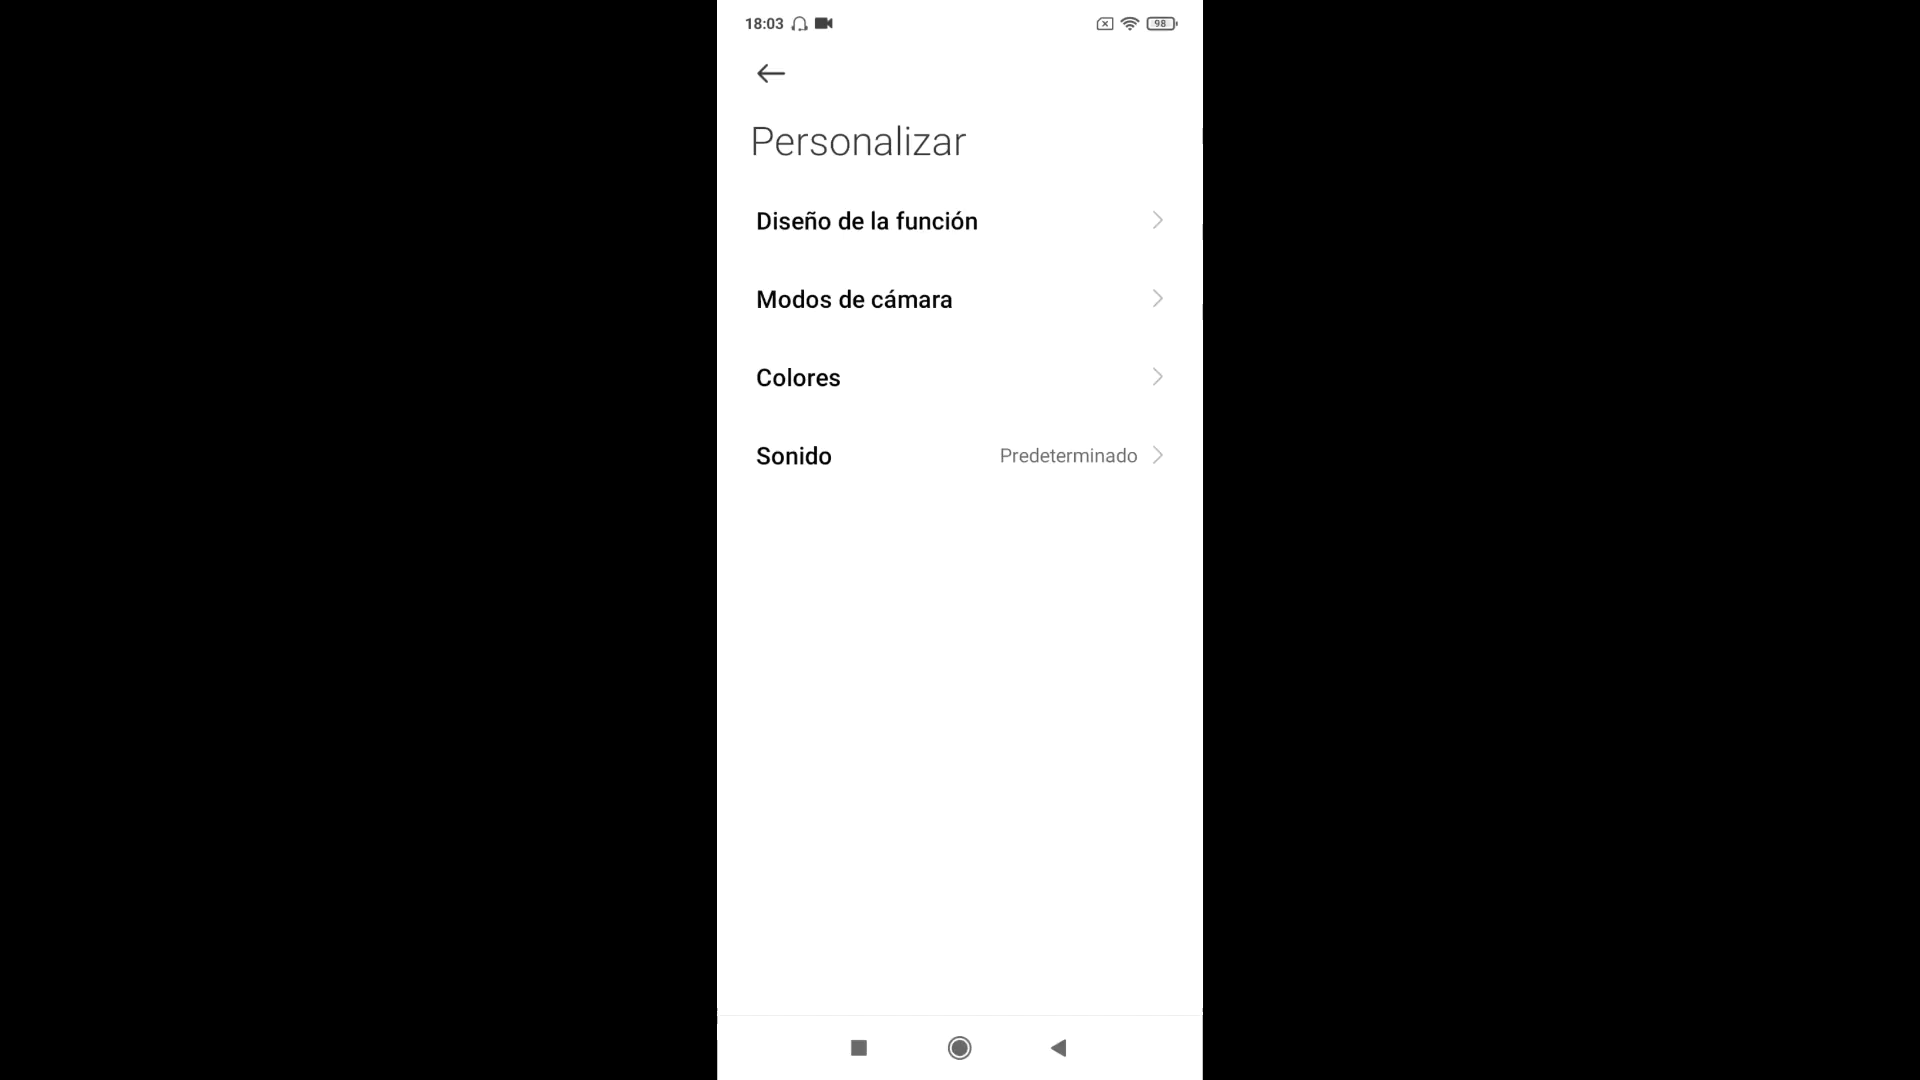 18:03
98
Personalizar
Diseño de la función
Modos de cámara
Colores
Sonido Predeterminado